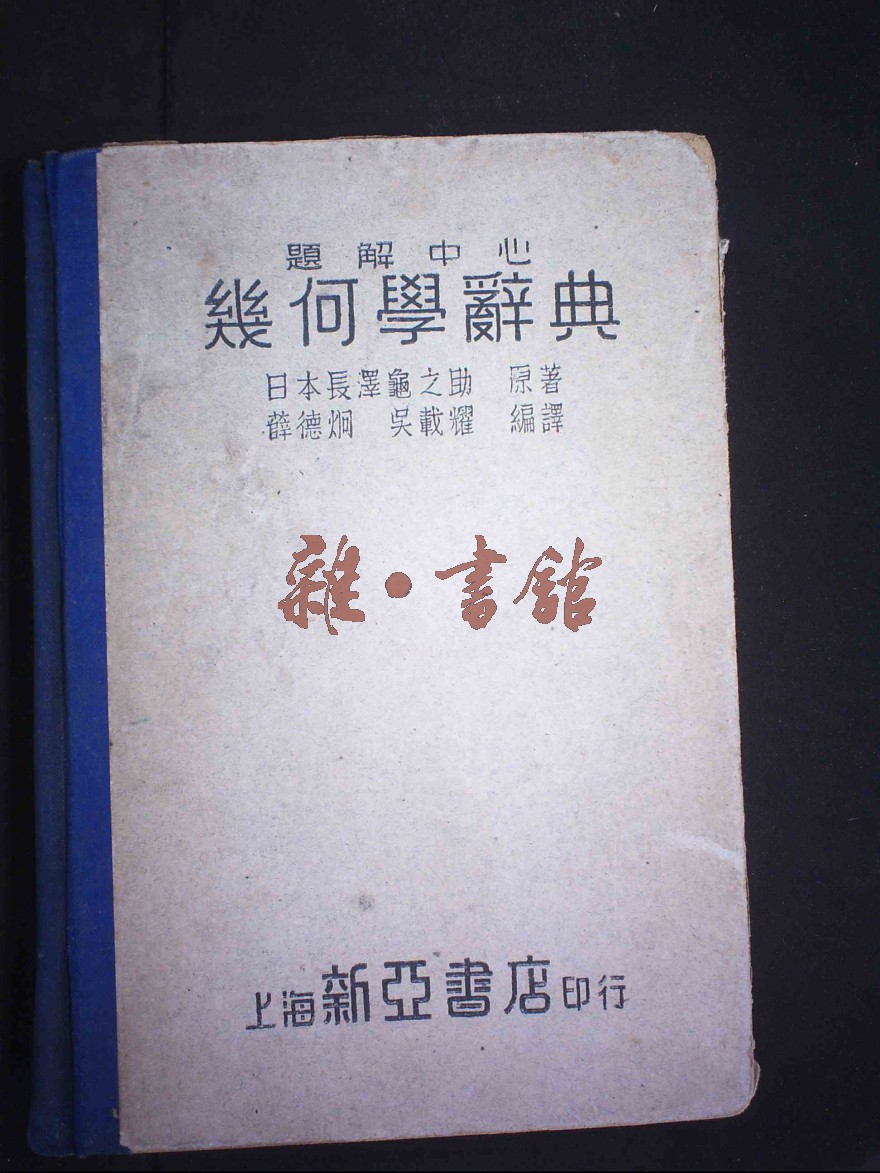 題解中心
幾何學辭典
日本長澤龜之助 原著
薛德炯 吳載耀 編譯
雜·書館
上海新亞書店印行